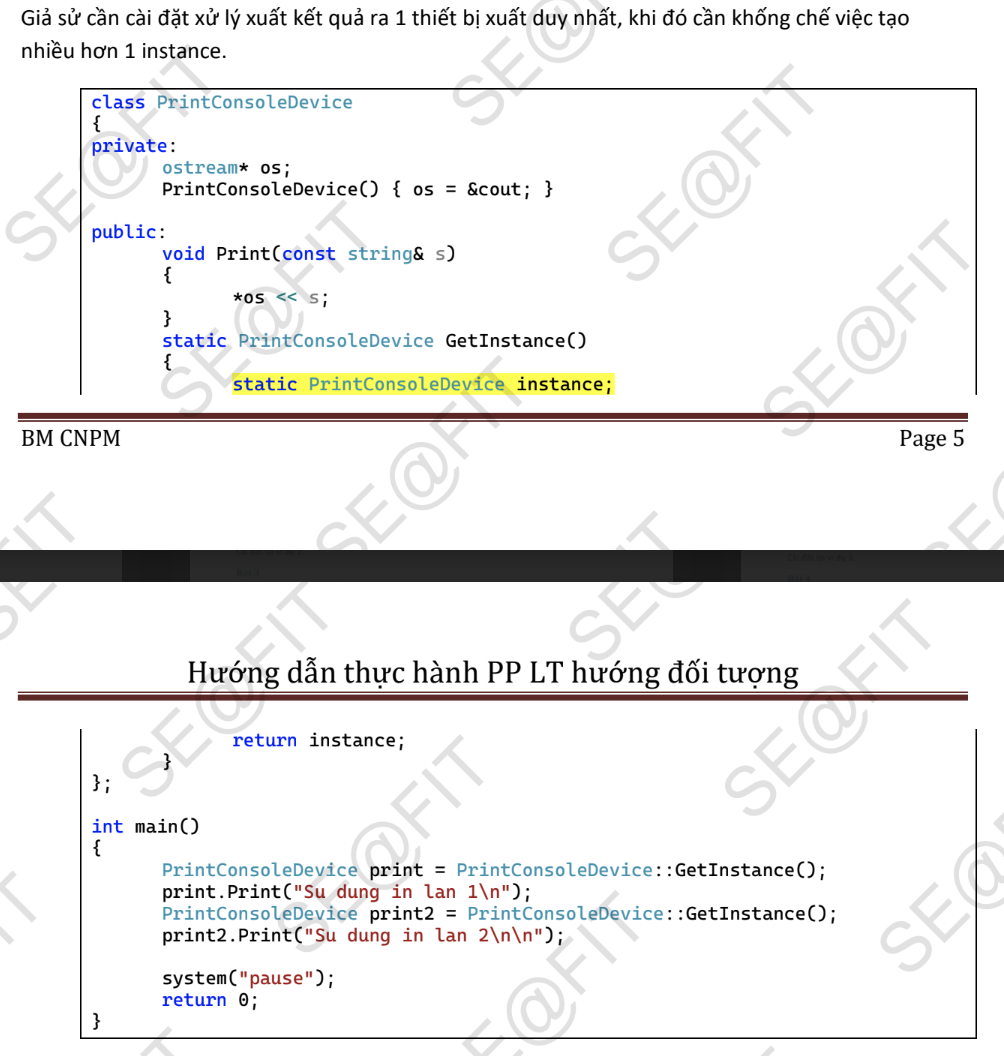 Giả sử cần cài đặt xử lý xuất kết quả ra 1 thiết bị xuất duy nhất, khi đó cần khống chế việc tạo
nhiều hơn 1 instance.
class PrintConsoleDevice
{
private:
ostream* os;
PrintConsoleDevice() { os = &cout; }
public:
void Print(const string& s)
{
*os << s;
}
static PrintConsoleDevice GetInstance()
{
static PrintConsoleDevice instance;
BM CNPM Page 5
Hướng dẫn thực hành PP LT hướng đối tượng
return instance;
}
};
int main()
{
PrintConsoleDevice print = PrintConsoleDevice::GetInstance();
print.Print("Su dung in lan 1\n");
PrintConsoleDevice print2 = PrintConsoleDevice::GetInstance();
print2.Print("Su dung in lan 2\n\n");
system("pause");
return 0;
}
SE@FIT